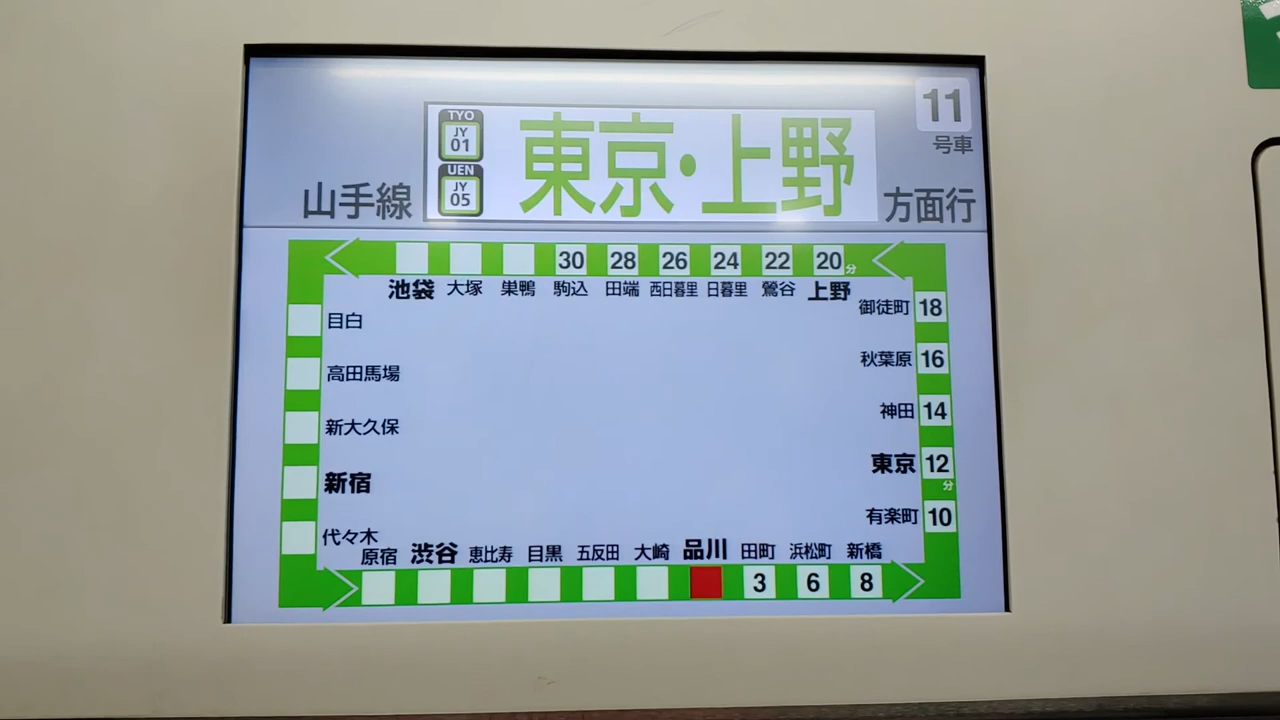 11
号車
TYO
JY
01
UEN
JY
05
東京・上野
山手線
方面行
30 28 26 24 22 20分
池袋 大塚 巣鴨 駒込 田端 西日暮里 日暮里 鶯谷 上野
御徒町 18
目白
秋葉原 16
高田馬場
神田 14
新大久保
東京 12
分
新宿
有楽町 10
代々木
原宿 渋谷 恵比寿 目黒 五反田 大崎 品川 田町 浜松町 新橋
3 6 8